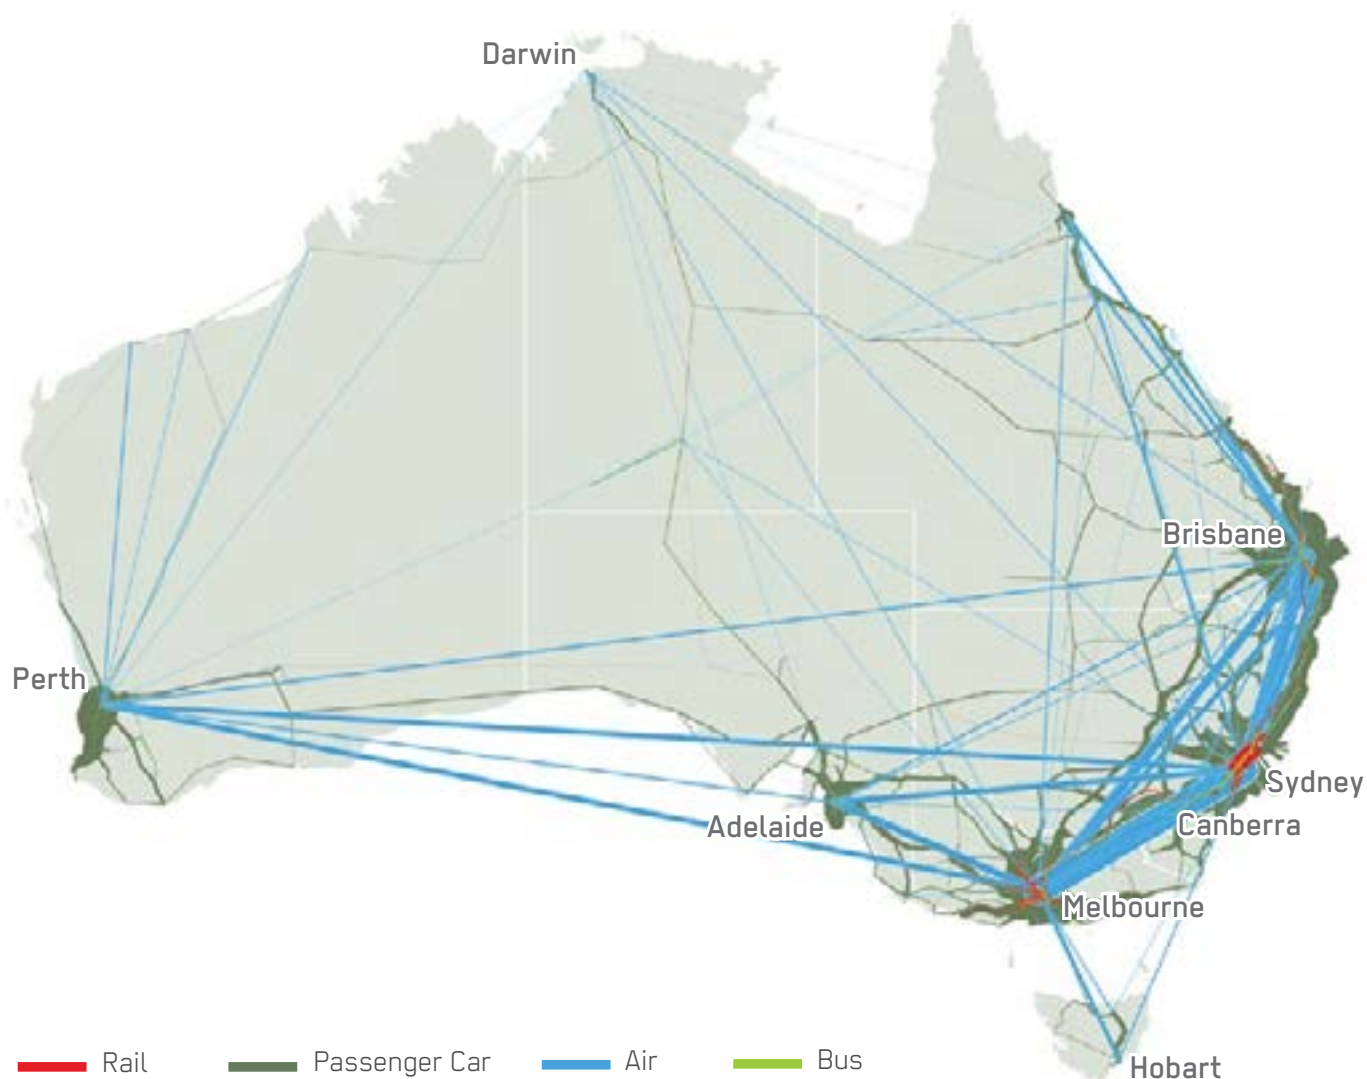 Darwin
Brisbane
Perth
Sydney
Adelaide
Canberra
Melbourne
Rail
Passenger Car
Air
Bus
Hobart